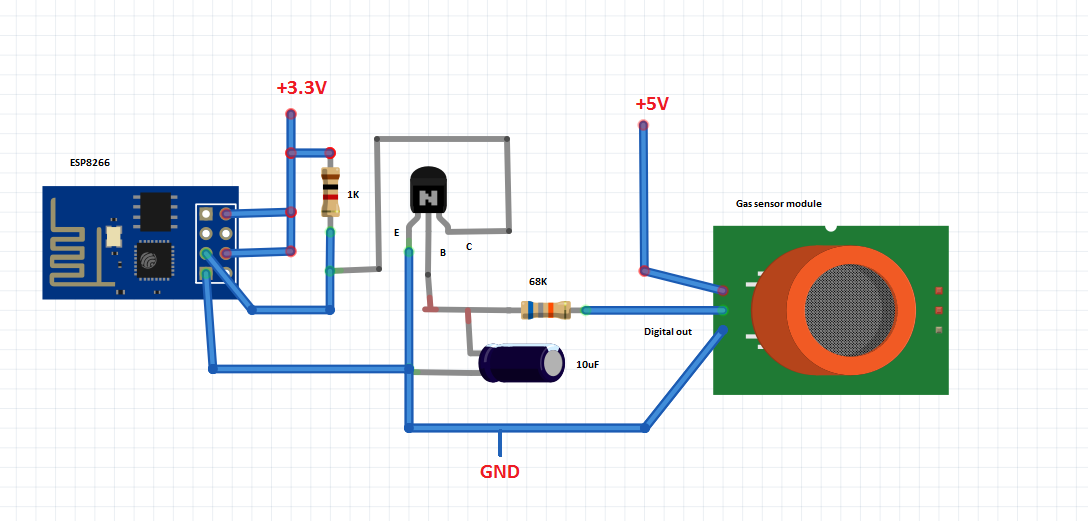 +3.3V
+5V
ESP8266
1K
Gas sensor module
N
E
B
C
68K
Digital out
10uF
GND